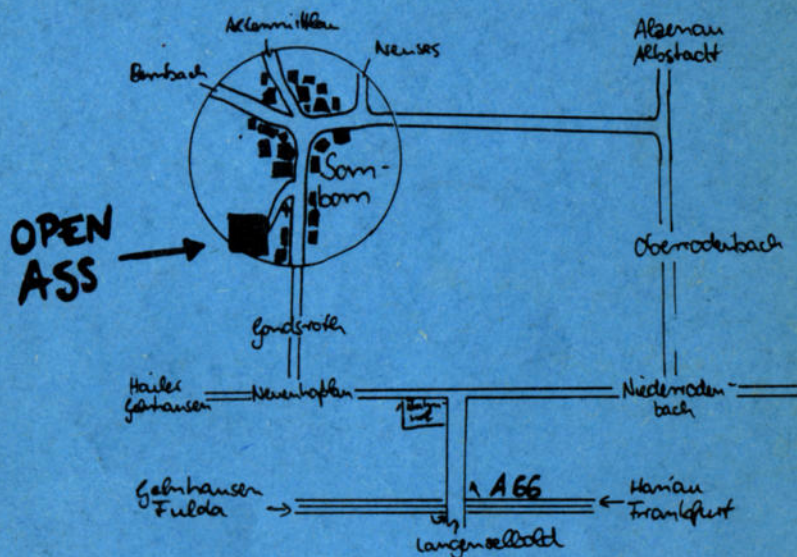 Altenmittlau
Neuses
Bernbach
Alzenau
Albstadt
Som-
born
OPEN
ASS
Oberrodenbach
Gondsroth
Hailer
Gelnhausen
Neuenhaßlau
Niederroden-
bach
Gelnhausen
Fulda
A66
Hanau
Frankfurt
Langenselbold